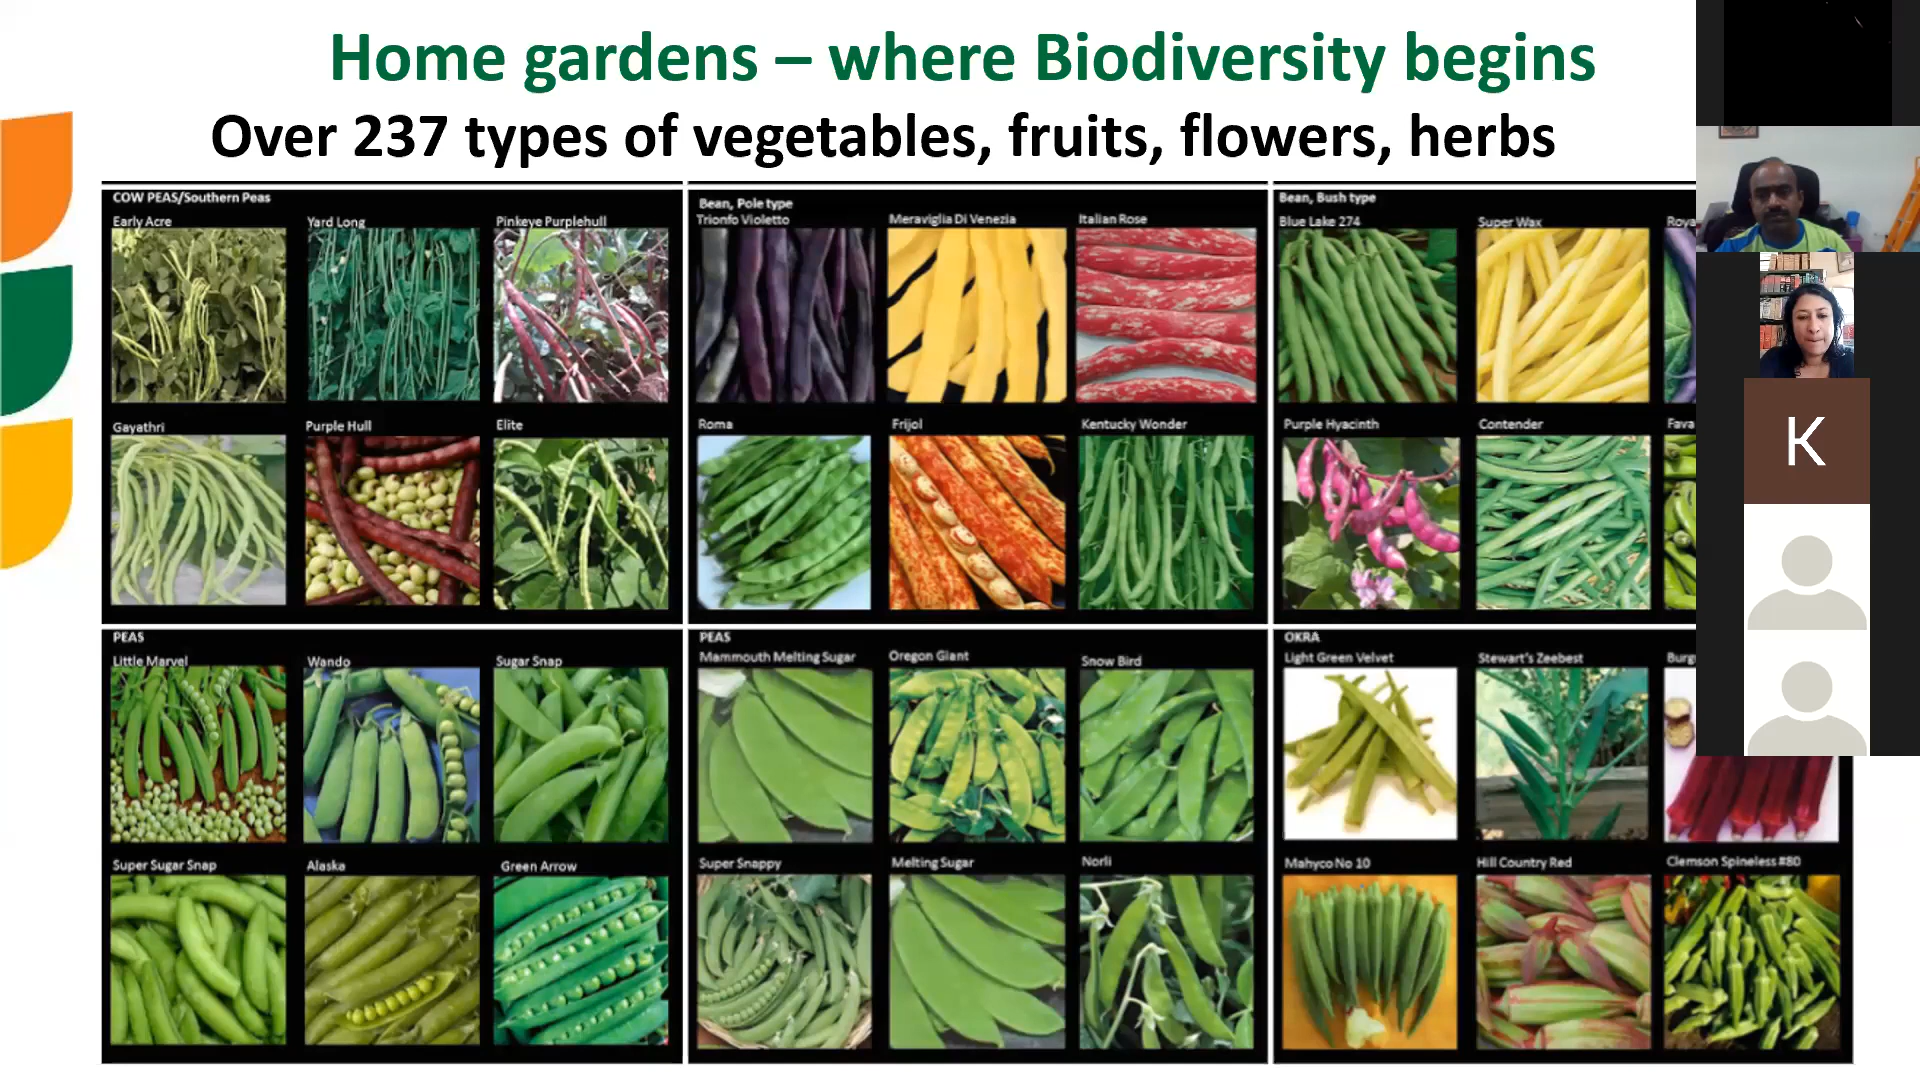 Home gardens – where Biodiversity begins
Over 237 types of vegetables, fruits, flowers, herbs
COW PEAS/Southern Peas
Early Acre
Yard Long
Pinkeye Purplehull
Gayathri
Purple Hull
Elite
Bean, Pole type
Trionfo Violetto
Meraviglia Di Venezia
Italian Rose
Roma
Frijol
Kentucky Wonder
Bean, Bush type
Blue Lake 274
Super Wax
Roya
Purple Hyacinth
Contender
Fava
PEAS
Little Marvel
Wando
Sugar Snap
Super Sugar Snap
Alaska
Green Arrow
PEAS
Mammouth Melting Sugar
Oregon Giant
Snow Bird
Super Snappy
Melting Sugar
Norli
OKRA
Light Green Velvet
Stewart's Zeebest
Burg
Mahyco No 10
Hill Country Red
Clemson Spineless #80
K